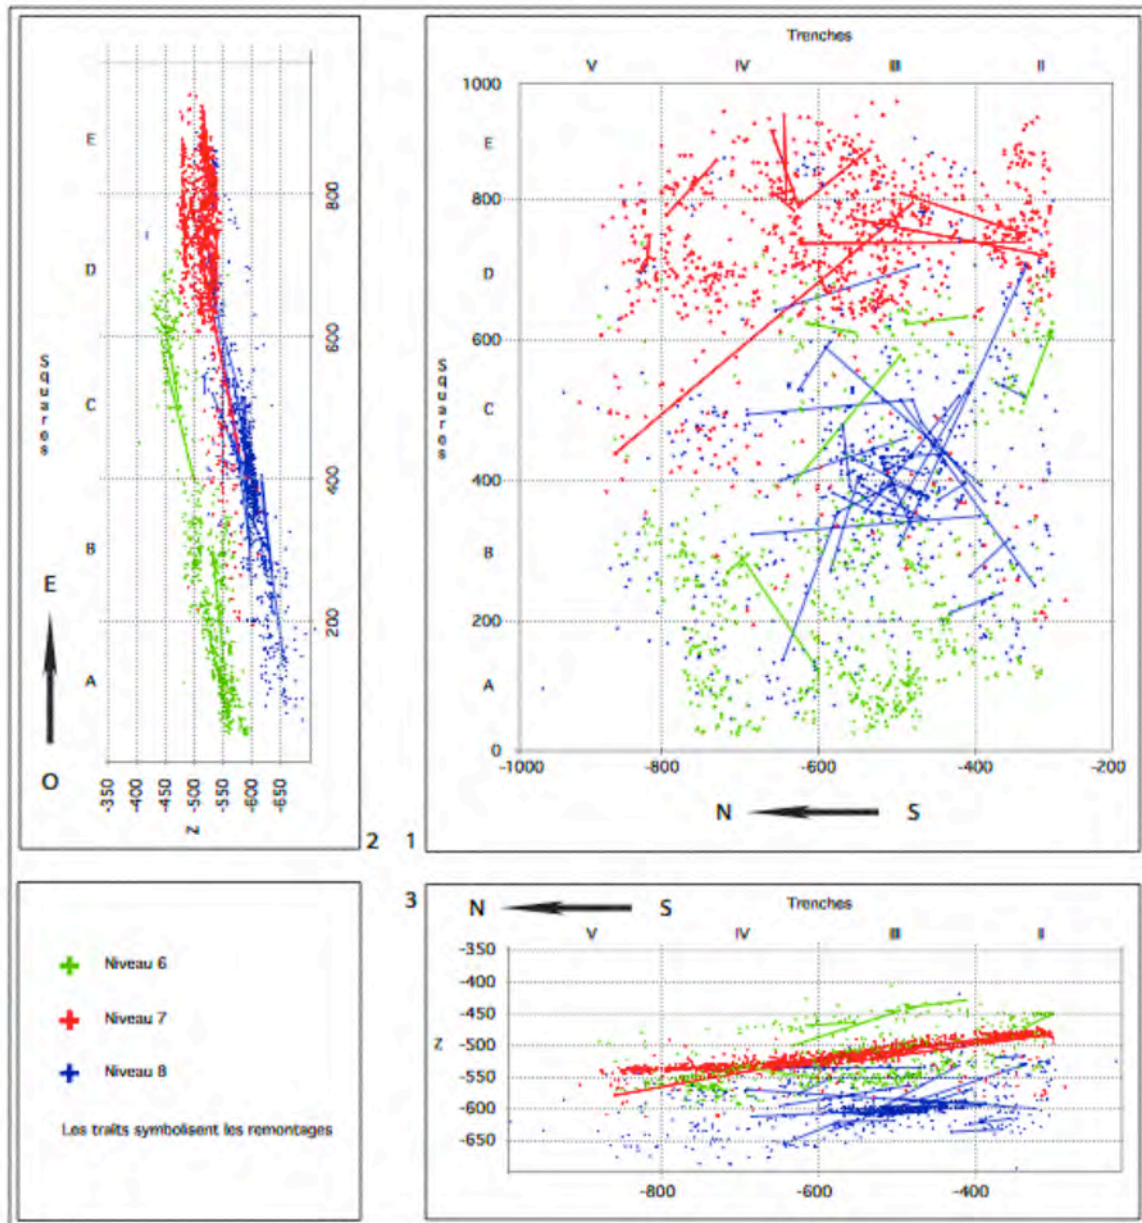 E
D
C
B
A
Squares
800
600
400
200
E
O
-350
-400
-450
-500
-550
-600
-650
Z
2
Trenches
V IV III II
1000
800
600
400
200
0
E
D
C
B
A
Squares
-1000 -800 -600 -400 -200
N S
1
Niveau 6
Niveau 7
Niveau 8
Les traits symbolisent les remontages
3
N S
Trenches
V IV III II
-350
-400
-450
-500
-550
-600
-650
Z
-800 -600 -400